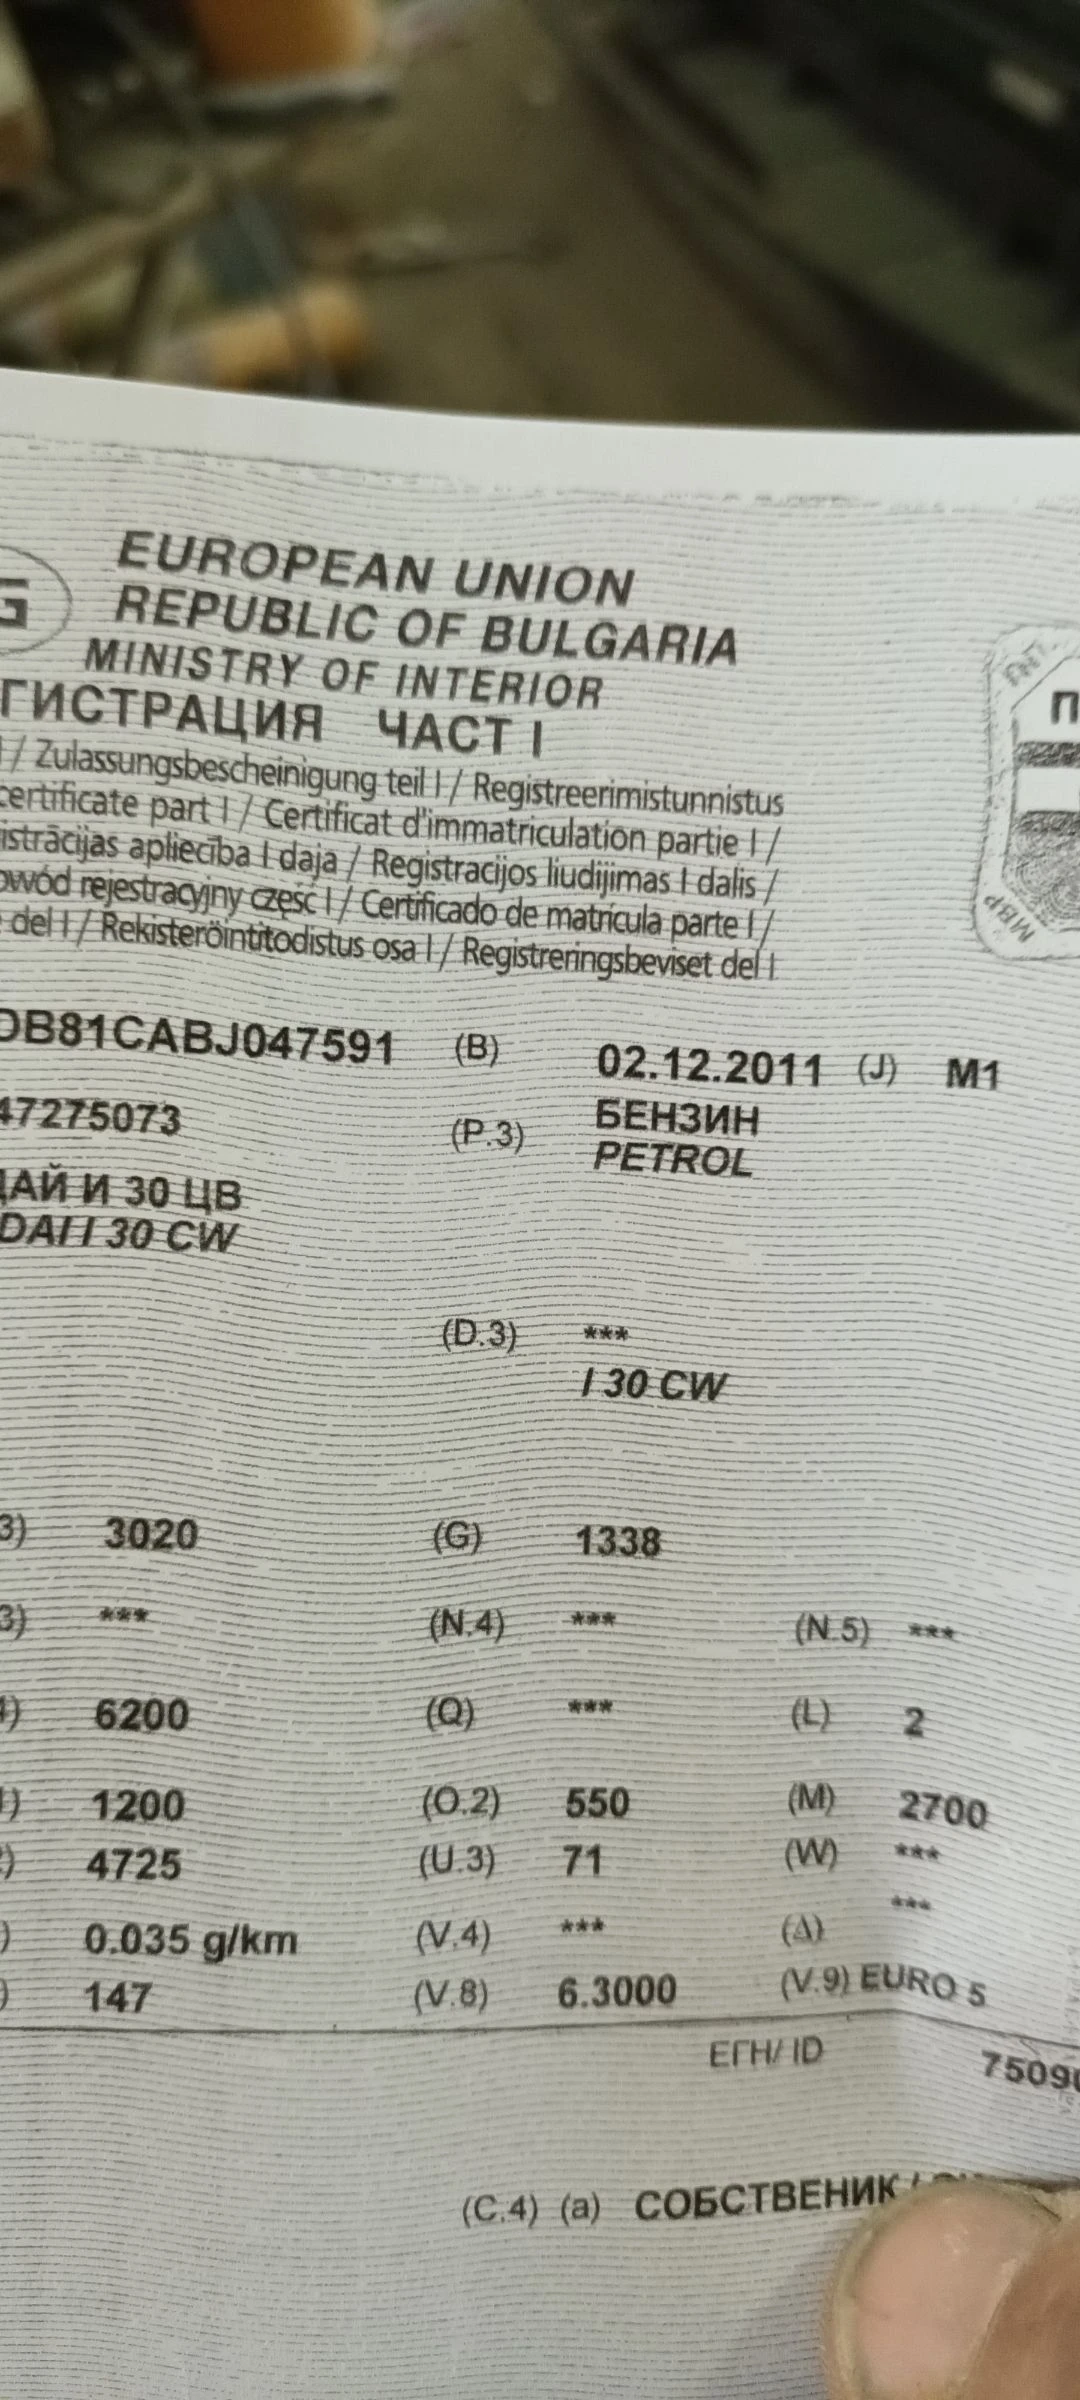 G
EUROPEAN UNION
REPUBLIC OF BULGARIA
MINISTRY OF INTERIOR
ГИСТРАЦИЯ ЧАСТ I
I / Zulassungsbescheinigung teil I / Registreerimistunnistus
certificate part I / Certificat d'immatriculation partie I /
istrācijas apliecība I daja / Registracijos liudijimas I dalis /
owód rejestracyjny część I / Certificado de matrícula parte I /
del I / Rekisteröintitodistus osa I / Registreringsbeviset del I
П
МВР
DB81CABJ047591 (B) 02.12.2011 (J) M1
47275073 (P.3) БЕНЗИН
PETROL
ДАЙ И 30 ЦВ
DAI I 30 CW
(D.3) ***
I 30 CW
3) 3020 (G) 1338
3) *** (N.4) *** (N.5) ***
4) 6200 (Q) *** (L) 2
1) 1200 (O.2) 550 (M) 2700
2) 4725 (U.3) 71 (W) ***
***
) 0.035 g/km (V.4) *** (Δ)
) 147 (V.8) 6.3000 (V.9) EURO 5
ЕГН/ ID 7509
(C.4) (a) СОБСТВЕНИК /